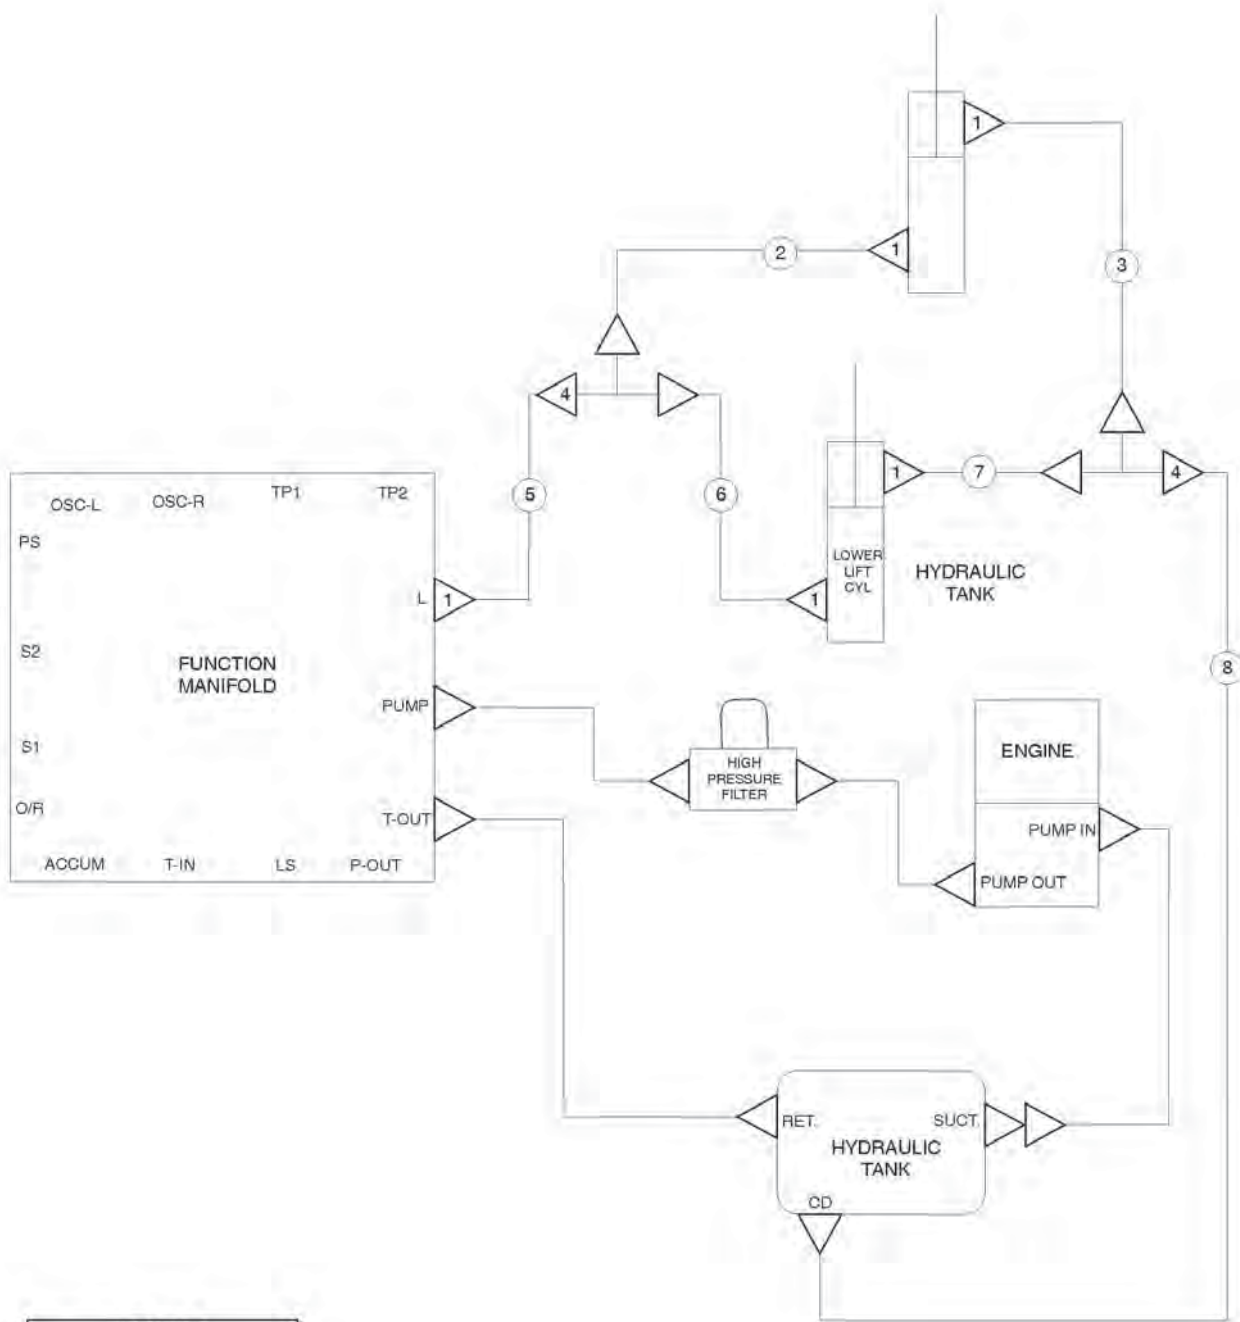 1
1
2
3
4
1
7
4
OSC-L
OSC-R
TP1
TP2
5
6
PS
LOWER
LIFT
CYL
HYDRAULIC
TANK
L
1
1
S2
FUNCTION
MANIFOLD
8
PUMP
S1
HIGH
PRESSURE
FILTER
ENGINE
O/R
T-OUT
PUMP IN
ACCUM
T-IN
LS
P-OUT
PUMP OUT
RET.
SUCT.
HYDRAULIC
TANK
CD